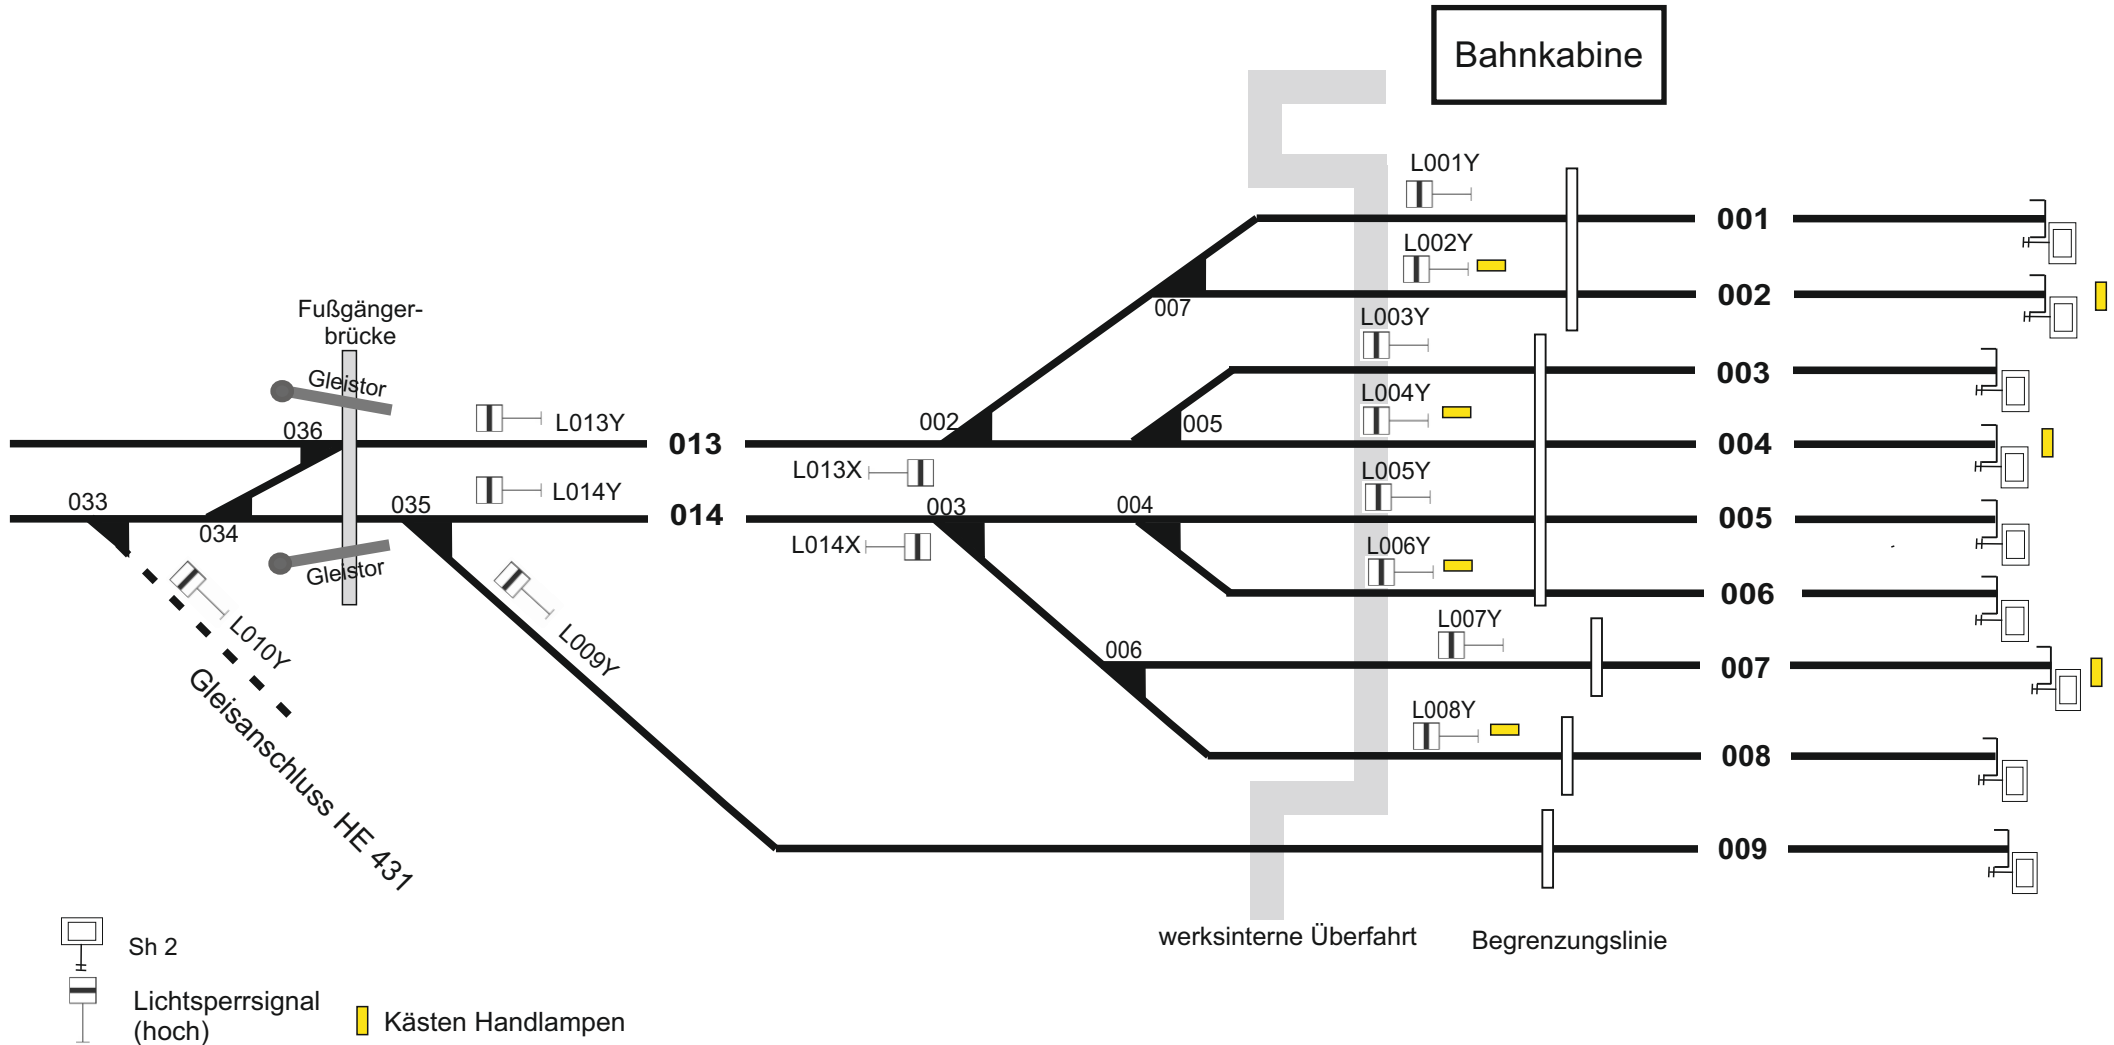 Bahnkabine
L001Y
001
L002Y
002
007
L003Y
003
Fußgänger-
brücke
Gleistor
L004Y
036
L013Y
013
002
005
004
L013X
L014Y
L005Y
033
034
035
014
003
004
005
L014X
Gleistor
L006Y
006
L010Y
L009Y
L007Y
006
007
Gleisanschluss HE 431
L008Y
008
009
werksinterne Überfahrt
Begrenzungslinie
Sh 2
Lichtsperrsignal
(hoch)
Kästen Handlampen